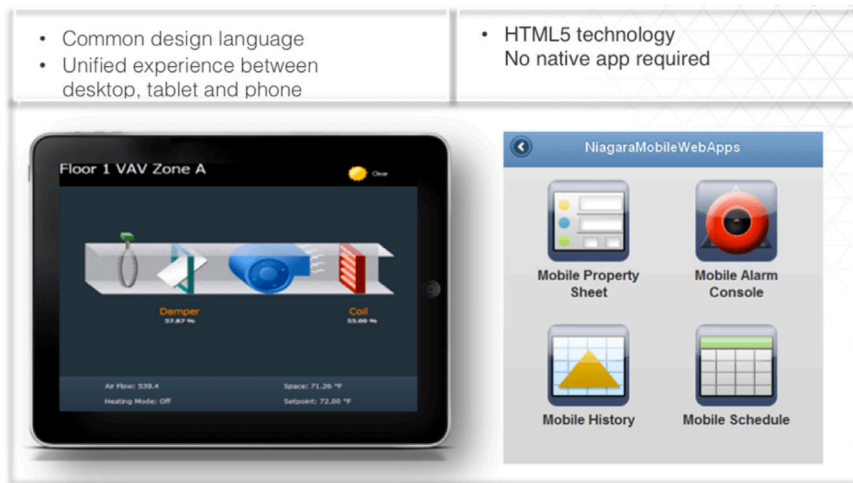 • Common design language
• Unified experience between
desktop, tablet and phone
• HTML5 technology
No native app required
Floor 1 VAV Zone A
Clear
Damper
57.87 %
Coil
55.00 %
Air Flow: 539.4
Space: 71.26 °F
Heating Mode: Off
Setpoint: 72.00 °F
NiagaraMobileWebApps
Mobile Property
Sheet
Mobile Alarm
Console
Mobile History
Mobile Schedule